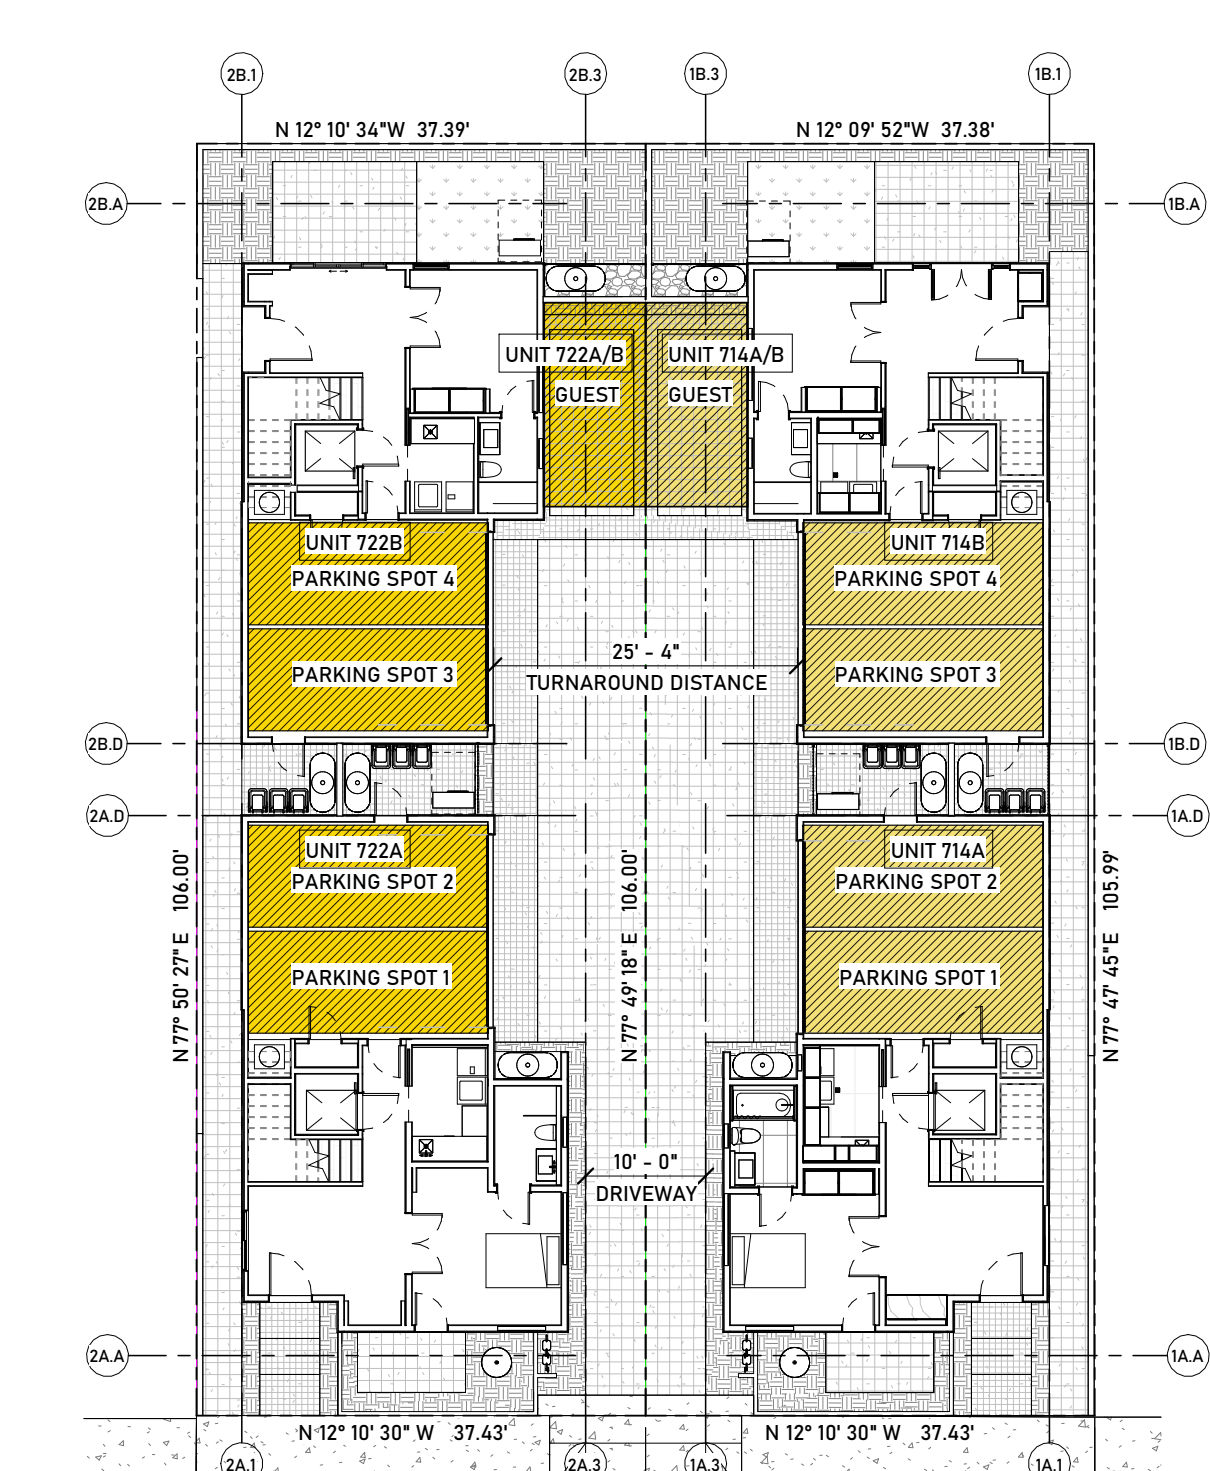 2B.1
2B.3
1B.3
1B.1
N 12° 10' 34"W 37.39'
N 12° 09' 52"W 37.38'
2B.A
1B.A
UNIT 722A/B
GUEST
UNIT 714A/B
GUEST
UNIT 722B
PARKING SPOT 4
UNIT 714B
PARKING SPOT 4
25' - 4"
TURNAROUND DISTANCE
PARKING SPOT 3
PARKING SPOT 3
2B.D
1B.D
2A.D
1A.D
UNIT 722A
PARKING SPOT 2
UNIT 714A
PARKING SPOT 2
N 77° 50' 27" E 106.00'
N 77° 49' 18" E 106.00'
N 77° 47' 45"E 105.99'
PARKING SPOT 1
PARKING SPOT 1
10' - 0"
DRIVEWAY
2A.A
1A.A
N 12° 10' 30" W 37.43'
N 12° 10' 30" W 37.43'
2A.1
2A.3
1A.3
1A.1